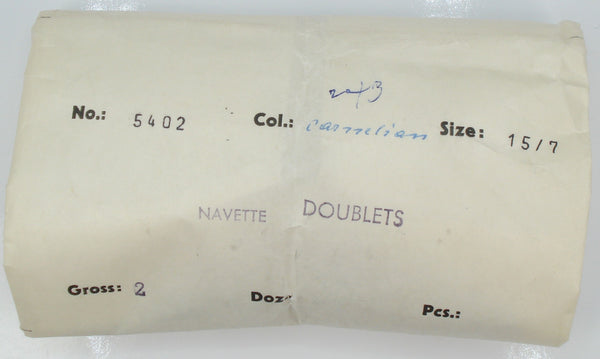 No.: 5402 Col.: carnelian Size: 15/7
NAVETTE DOUBLETS
Gross: 2 Doz Pcs.: